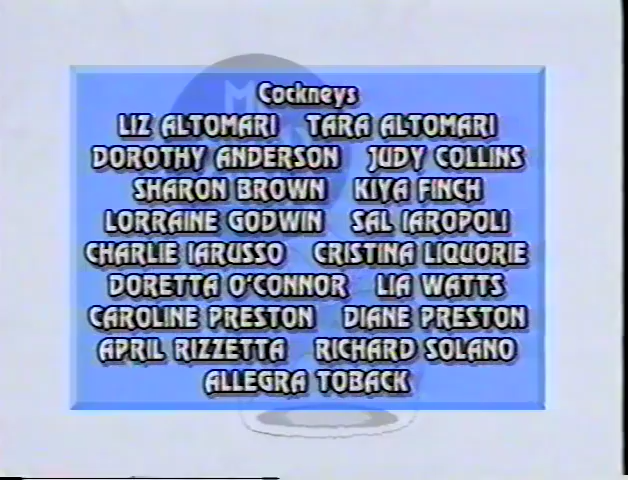 Cockneys
LIZ ALTOMARI TARA ALTOMARI
DOROTHY ANDERSON JUDY COLLINS
SHARON BROWN KIYA FINCH
LORRAINE GODWIN SAL IAROPOLI
CHARLIE IARUSSO CRISTINA LIQUORIE
DORETTA O'CONNOR LIA WATTS
CAROLINE PRESTON DIANE PRESTON
APRIL RIZZETTA RICHARD SOLANO
ALLEGRA TOBACK